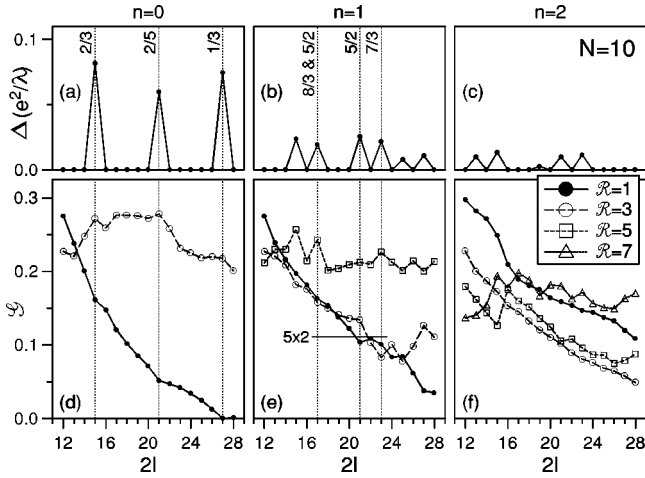 n=0 n=1 n=2
0.1
0.0
Δ (e²/λ)
2/3
2/5
1/3
(a)
8/3 & 5/2
5/2
7/3
(b)
N=10
(c)
0.3
0.2
0.1
0.0
𝒢
(d)
5x2
(e)
ℛ=1
ℛ=3
ℛ=5
ℛ=7
(f)
12 16 20 24 28 12 16 20 24 28 12 16 20 24 28
2l 2l 2l